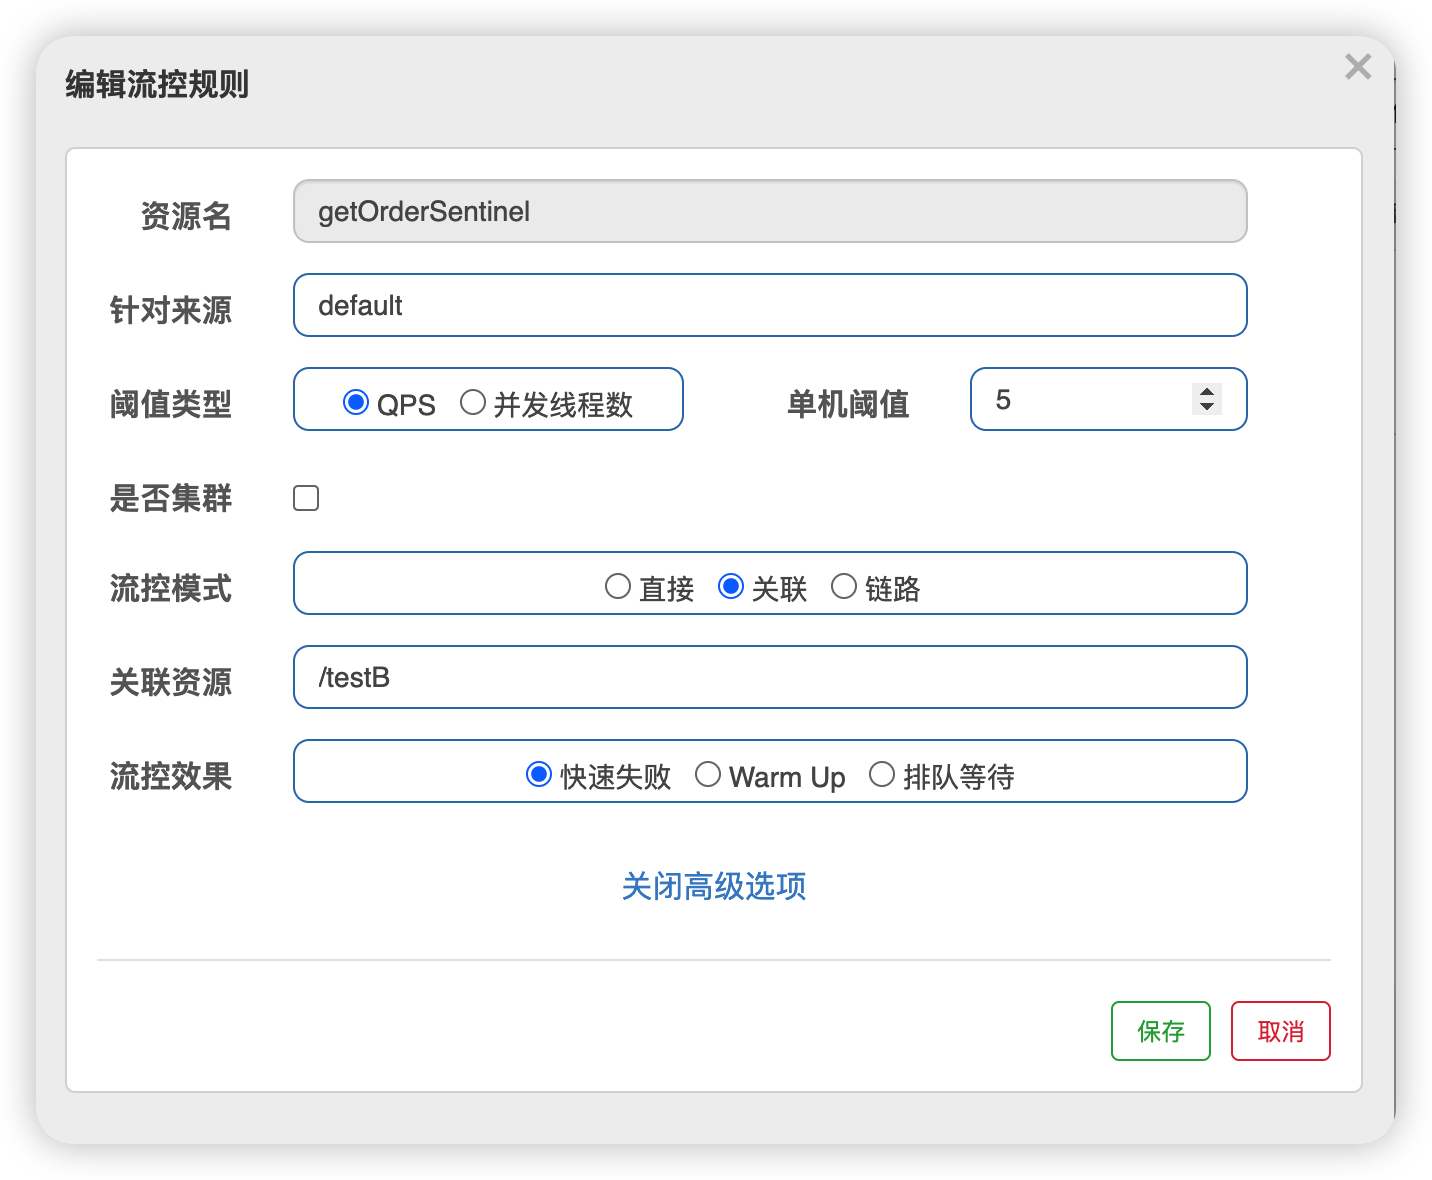 编辑流控规则
资源名 getOrderSentinel
针对来源 default
阈值类型 QPS 并发线程数 单机阈值 5
是否集群
流控模式 直接 关联 链路
关联资源 /testB
流控效果 快速失败 Warm Up 排队等待
关闭高级选项
保存 取消